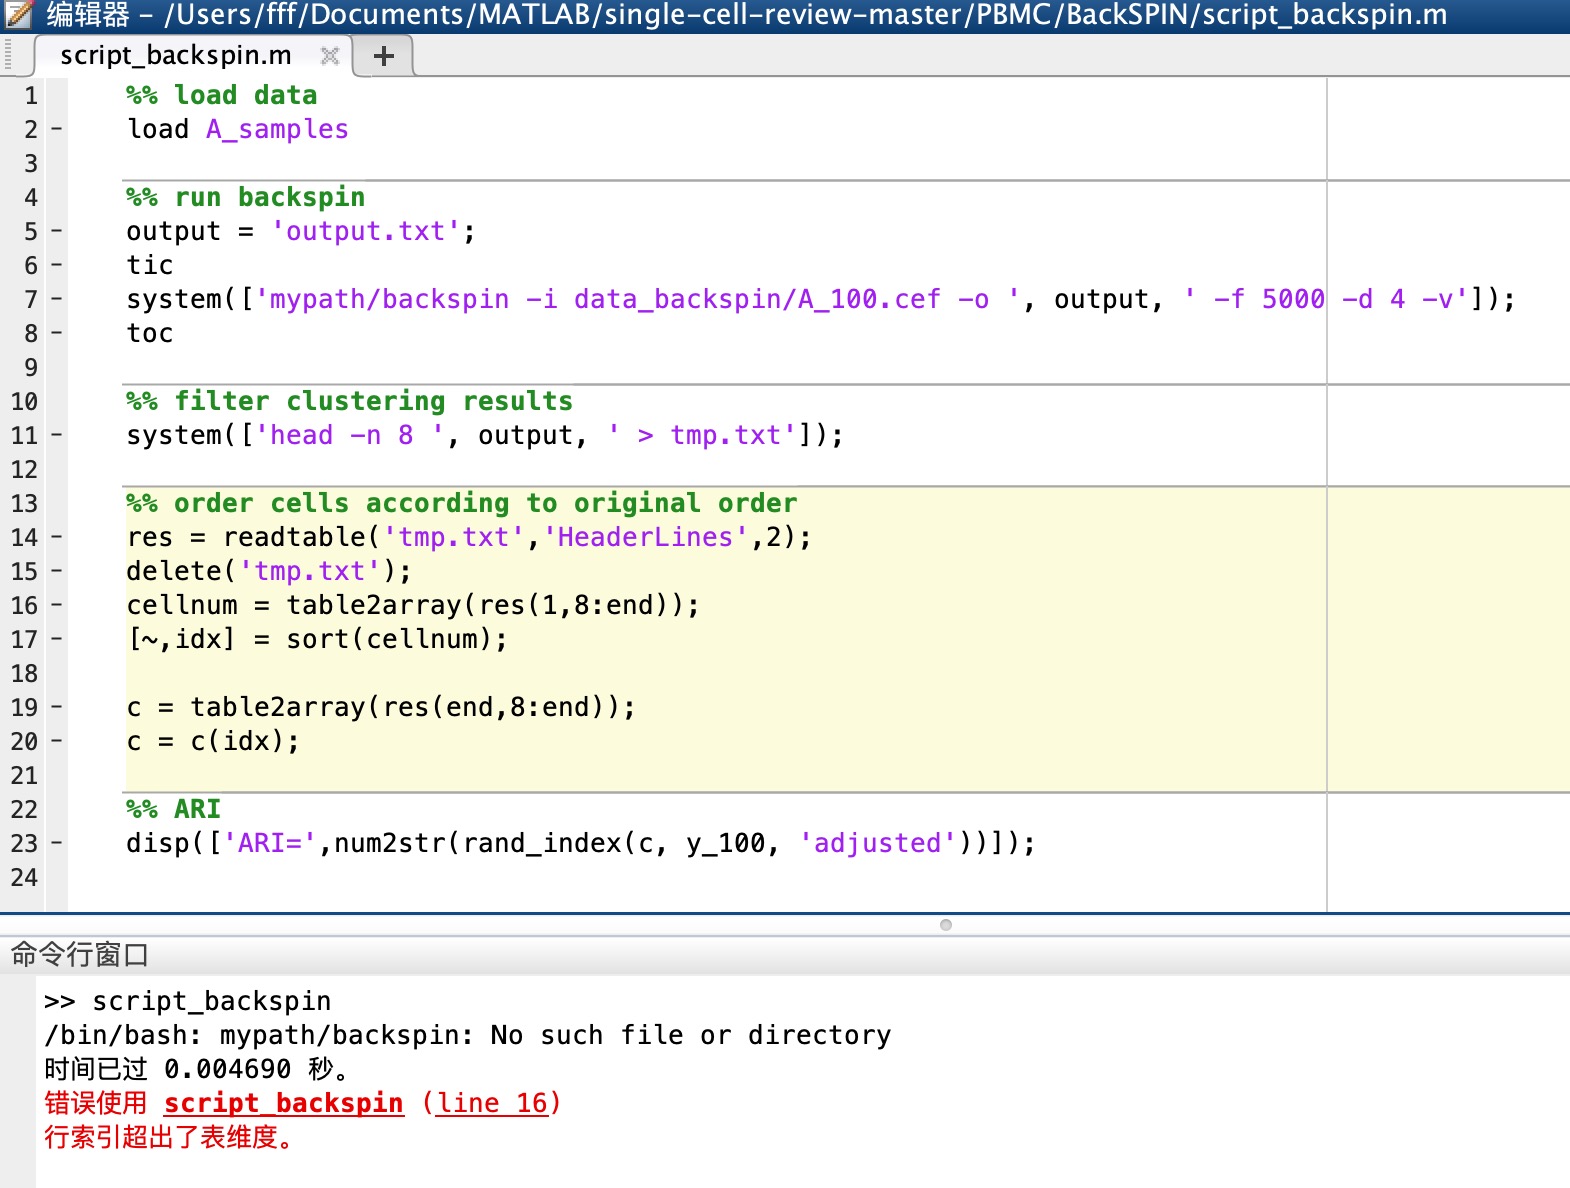 编辑器 – /Users/fff/Documents/MATLAB/single-cell-review-master/PBMC/BackSPIN/script_backspin.m
script_backspin.m
1 %% load data
2 – load A_samples
3
4 %% run backspin
5 – output = 'output.txt';
6 – tic
7 – system(['mypath/backspin -i data_backspin/A_100.cef -o ', output, ' -f 5000 -d 4 -v']);
8 – toc
9
10 %% filter clustering results
11 – system(['head -n 8 ', output, ' > tmp.txt']);
12
13 %% order cells according to original order
14 – res = readtable('tmp.txt','HeaderLines',2);
15 – delete('tmp.txt');
16 – cellnum = table2array(res(1,8:end));
17 – [~,idx] = sort(cellnum);
18
19 – c = table2array(res(end,8:end));
20 – c = c(idx);
21
22 %% ARI
23 – disp(['ARI=',num2str(rand_index(c, y_100, 'adjusted'))]);
24
命令行窗口
>> script_backspin
/bin/bash: mypath/backspin: No such file or directory
时间已过 0.004690 秒。
错误使用 script_backspin (line 16)
行索引超出了表维度。